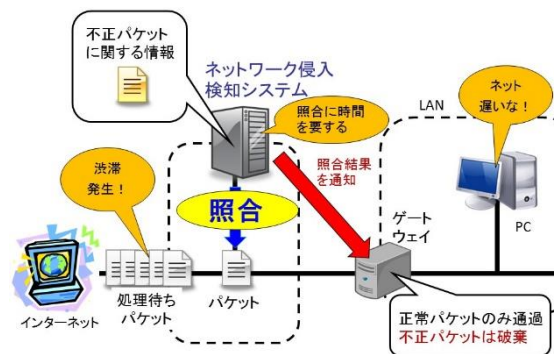 不正パケット
に関する情報
ネットワーク侵入
検知システム
照合に時間
を要する
ネット
遅いな！
LAN
渋滞
発生！
照合
照合結果
を通知
ゲート
ウェイ
PC
インターネット
処理待ち
パケット
パケット
正常パケットのみ通過
不正パケットは破棄